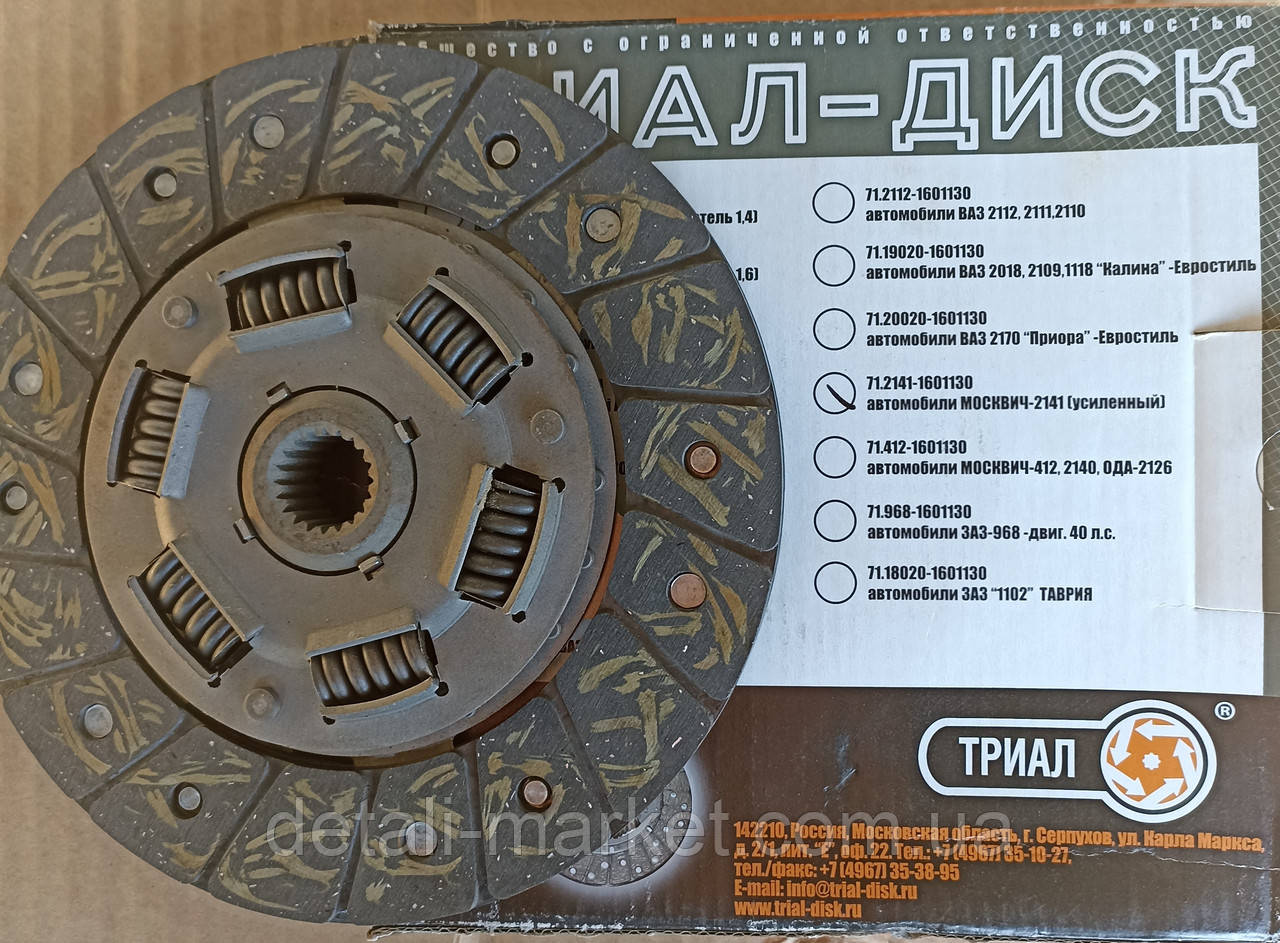 общество с ограниченной ответственностью
ИАЛ-ДИСК
тель 1,4)
1,6)
71.2112-1601130
автомобили ВАЗ 2112, 2111,2110
71.19020-1601130
автомобили ВАЗ 2018, 2109,1118 “Калина” -Евростиль
71.20020-1601130
автомобили ВАЗ 2170 “Приора” -Евростиль
71.2141-1601130
автомобили МОСКВИЧ-2141 (усиленный)
71.412-1601130
автомобили МОСКВИЧ-412, 2140, ОДА-2126
71.968-1601130
автомобили ЗАЗ-968 -двиг. 40 л.с.
71.18020-1601130
автомобили ЗАЗ “1102” ТАВРИЯ
ТРИАЛ ®
detali-market.com.ua
142210, Россия, Московская область, г. Серпухов, ул. Карла Маркса,
д. 2/1, лит. "Е", оф.22. Тел.: +7 (4967) 35-10-27,
тел./факс: +7 (4967) 35-38-95
E-mail: info@trial-disk.ru
www.trial-disk.ru